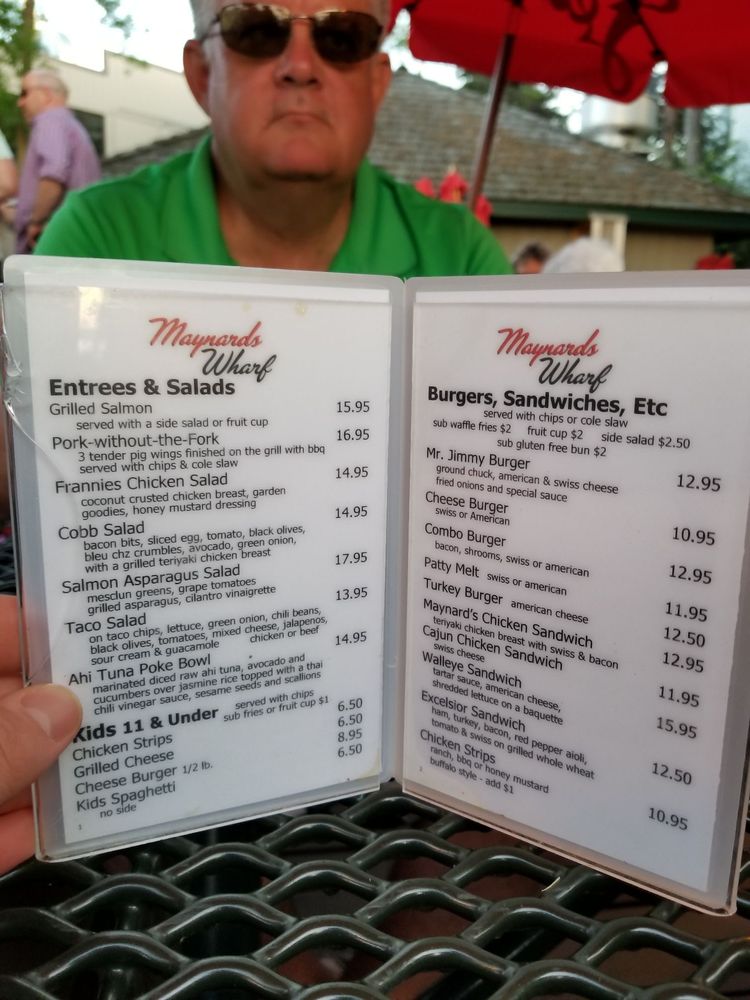 Maynards
Wharf
Entrees & Salads
Grilled Salmon 15.95
served with a side salad or fruit cup
Pork-without-the-Fork 16.95
3 tender pig wings finished on the grill with bbq
served with chips & cole slaw
Frannies Chicken Salad 14.95
coconut crusted chicken breast, garden
goodies, honey mustard dressing
Cobb Salad 14.95
bacon bits, sliced egg, tomato, black olives,
bleu chz crumbles, avocado, green onion,
with a grilled teriyaki chicken breast
Salmon Asparagus Salad 17.95
mesclun greens, grape tomatoes
grilled asparagus, cilantro vinaigrette
Taco Salad 13.95
on taco chips, lettuce, green onion, chili beans,
black olives, tomatoes, mixed cheese, jalapenos,
sour cream & guacamole chicken or beef
Ahi Tuna Poke Bowl 14.95
marinated diced raw ahi tuna, avocado and
cucumbers over jasmine rice topped with a thai
chili vinegar sauce, sesame seeds and scallions
Kids 11 & Under served with chips
sub fries or fruit cup $1
Chicken Strips 6.50
Grilled Cheese 6.50
Cheese Burger 1/2 lb. 8.95
Kids Spaghetti 6.50
no side
1
Maynards
Wharf
Burgers, Sandwiches, Etc
served with chips or cole slaw
sub waffle fries $2 fruit cup $2 side salad $2.50
sub gluten free bun $2
Mr. Jimmy Burger 12.95
ground chuck, american & swiss cheese
fried onions and special sauce
Cheese Burger 10.95
swiss or American
Combo Burger 12.95
bacon, shrooms, swiss or american
Patty Melt swiss or american 11.95
Turkey Burger american cheese 12.50
Maynard's Chicken Sandwich 12.95
teriyaki chicken breast with swiss & bacon
Cajun Chicken Sandwich 11.95
swiss cheese
Walleye Sandwich 15.95
tartar sauce, american cheese,
shredded lettuce on a baquette
Excelsior Sandwich 12.50
ham, turkey, bacon, red pepper aioli,
tomato & swiss on grilled whole wheat
Chicken Strips 10.95
ranch, bbq or honey mustard
buffalo style - add $1